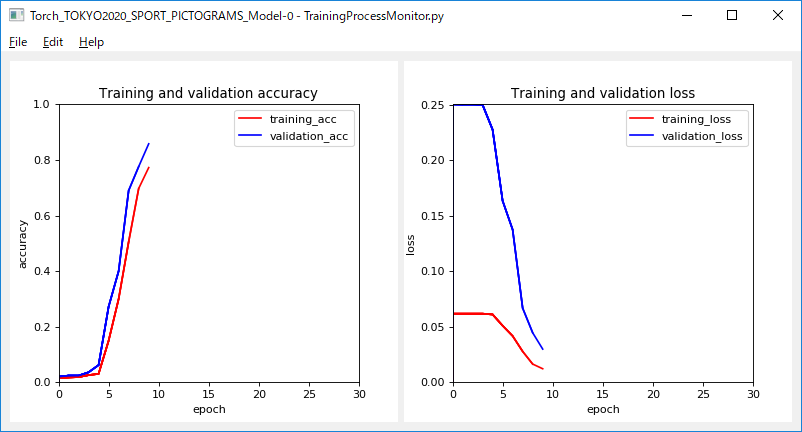 Torch_TOKYO2020_SPORT_PICTOGRAMS_Model-0 - TrainingProcessMonitor.py
File Edit Help
Training and validation accuracy
1.0
0.8
0.6
0.4
0.2
0.0
accuracy
training_acc
validation_acc
0 5 10 15 20 25 30
epoch
Training and validation loss
0.25
0.20
0.15
0.10
0.05
0.00
loss
training_loss
validation_loss
0 5 10 15 20 25 30
epoch